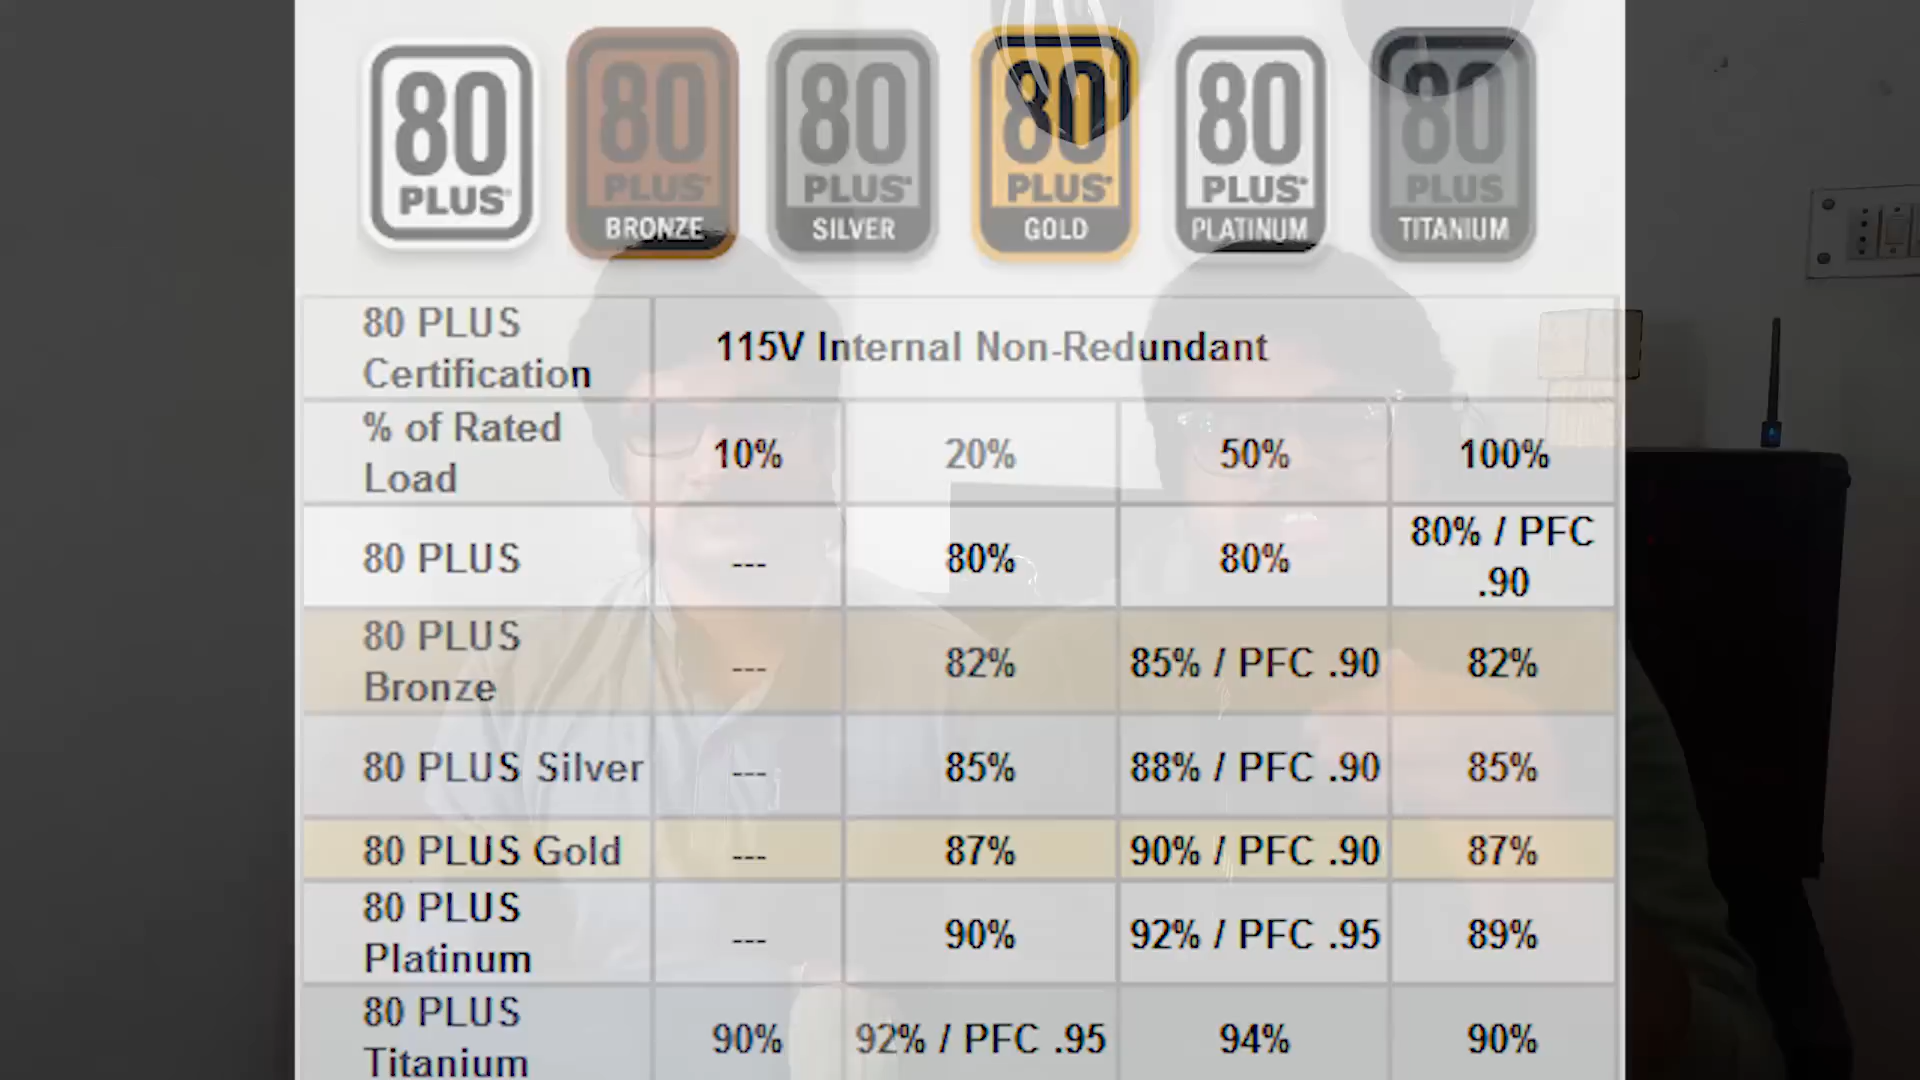 80 PLUS
80 PLUS BRONZE
80 PLUS SILVER
80 PLUS GOLD
80 PLUS PLATINUM
80 PLUS TITANIUM
80 PLUS Certification 115V Internal Non-Redundant
% of Rated Load 10% 20% 50% 100%
80 PLUS --- 80% 80% 80% / PFC .90
80 PLUS Bronze --- 82% 85% / PFC .90 82%
80 PLUS Silver --- 85% 88% / PFC .90 85%
80 PLUS Gold --- 87% 90% / PFC .90 87%
80 PLUS Platinum --- 90% 92% / PFC .95 89%
80 PLUS Titanium 90% 92% / PFC .95 94% 90%